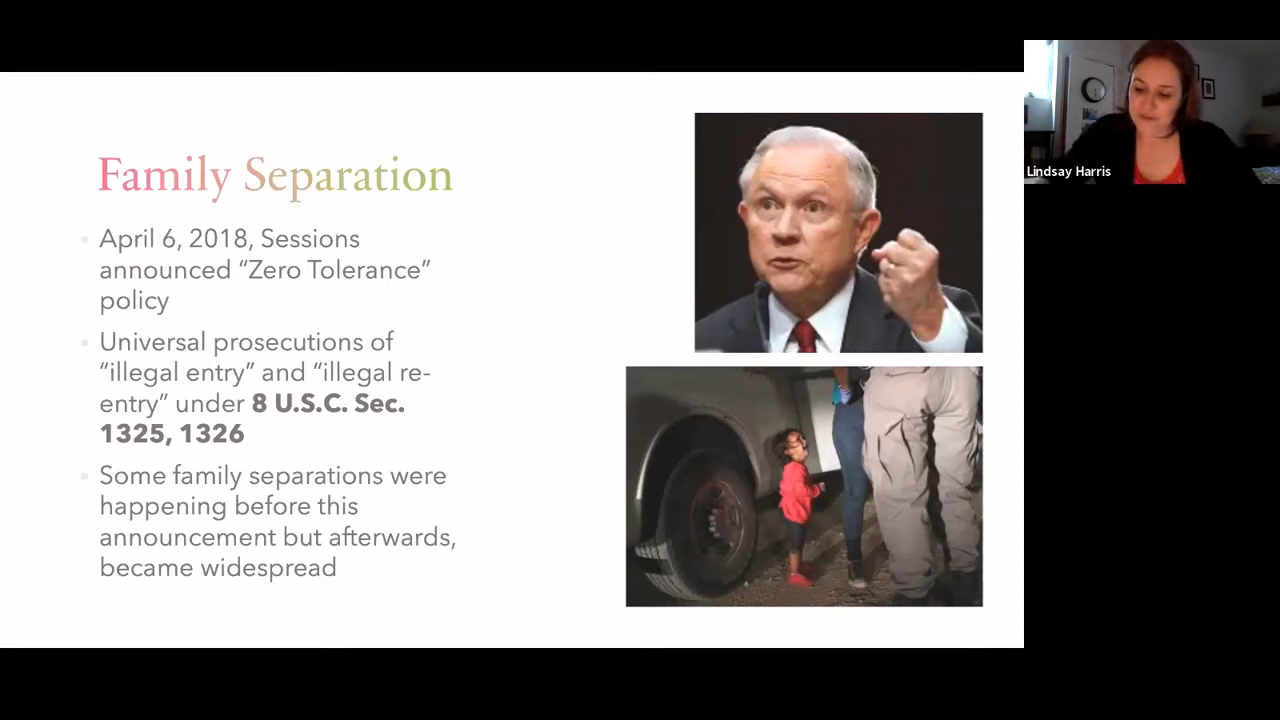 Family Separation
April 6, 2018, Sessions
announced “Zero Tolerance”
policy
Universal prosecutions of
“illegal entry” and “illegal re-
entry” under 8 U.S.C. Sec.
1325, 1326
Some family separations were
happening before this
announcement but afterwards,
became widespread
Lindsay Harris